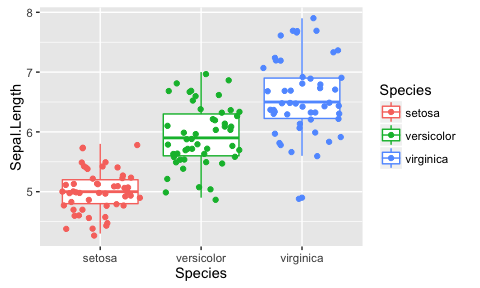 Sepal.Length
8
7
6
5
setosa
versicolor
virginica
Species
Species
setosa
versicolor
virginica